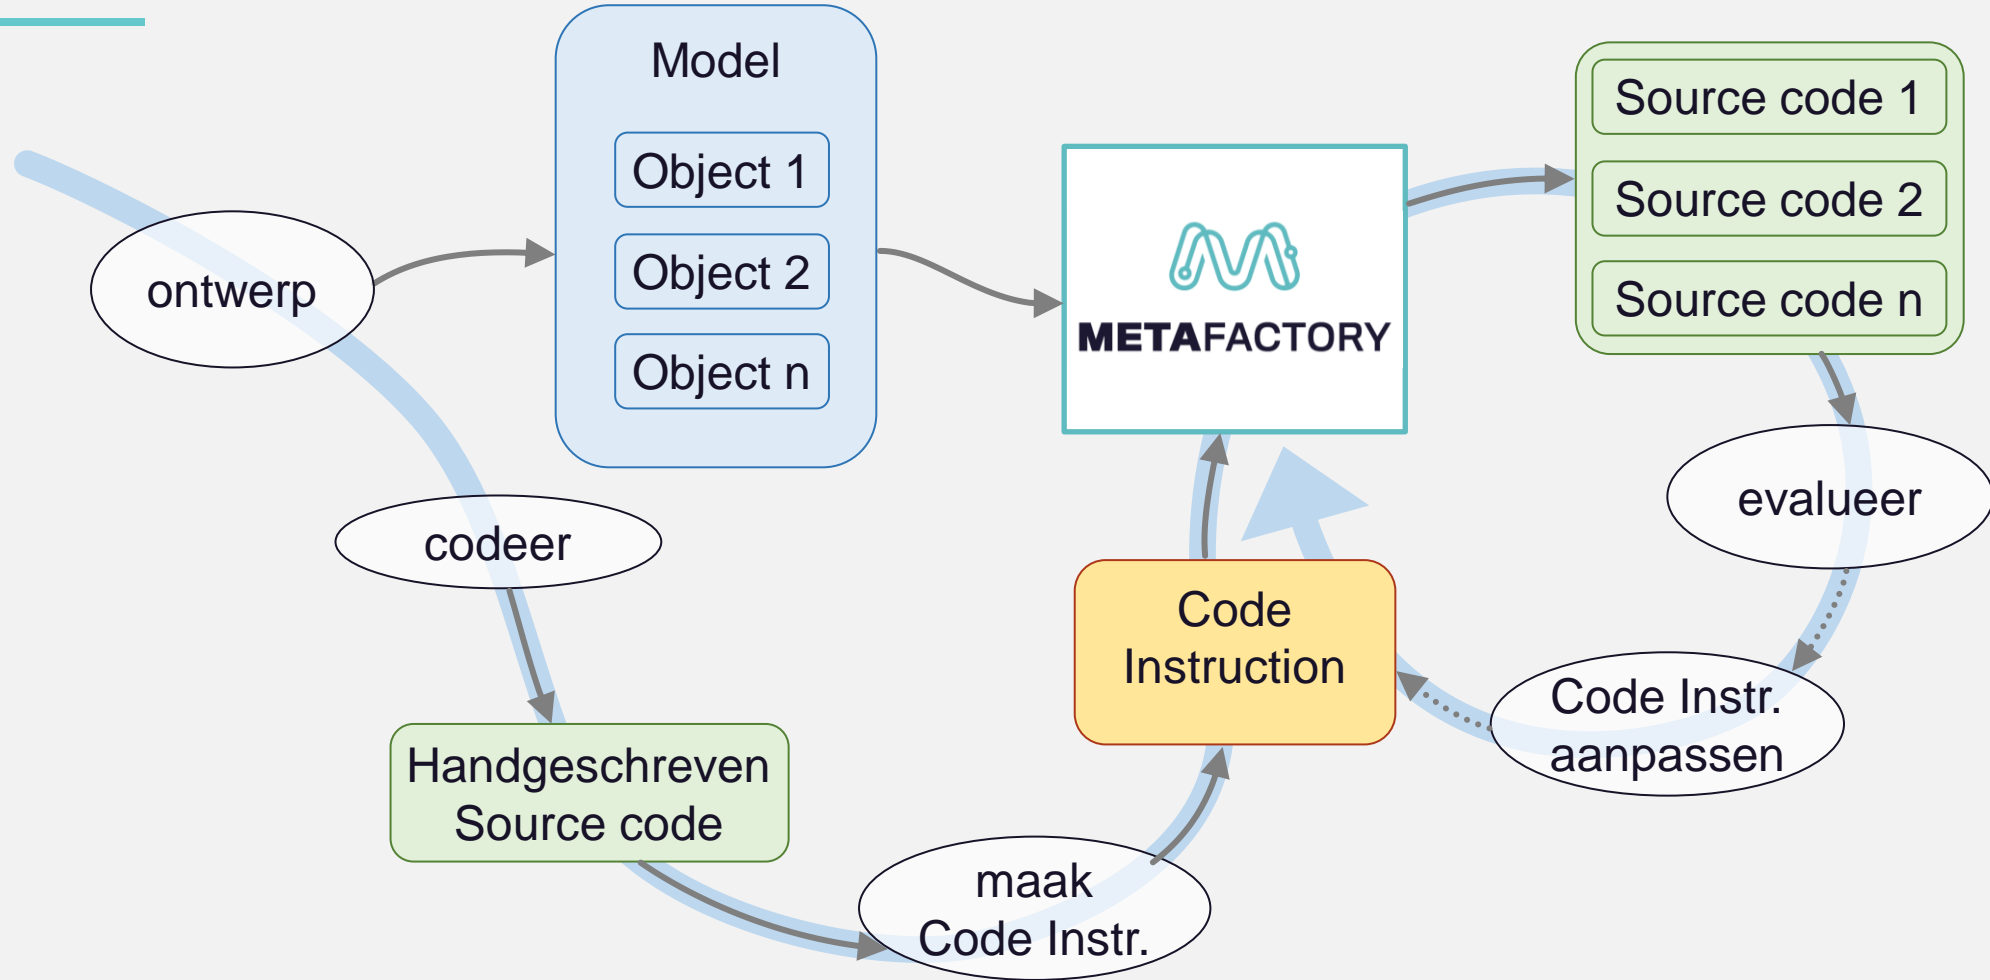 Model
Object 1
Object 2
Object n
METAFACTORY
Source code 1
Source code 2
Source code n
ontwerp
codeer
Handgeschreven
Source code
maak
Code Instr.
Code
Instruction
evalueer
Code Instr.
aanpassen